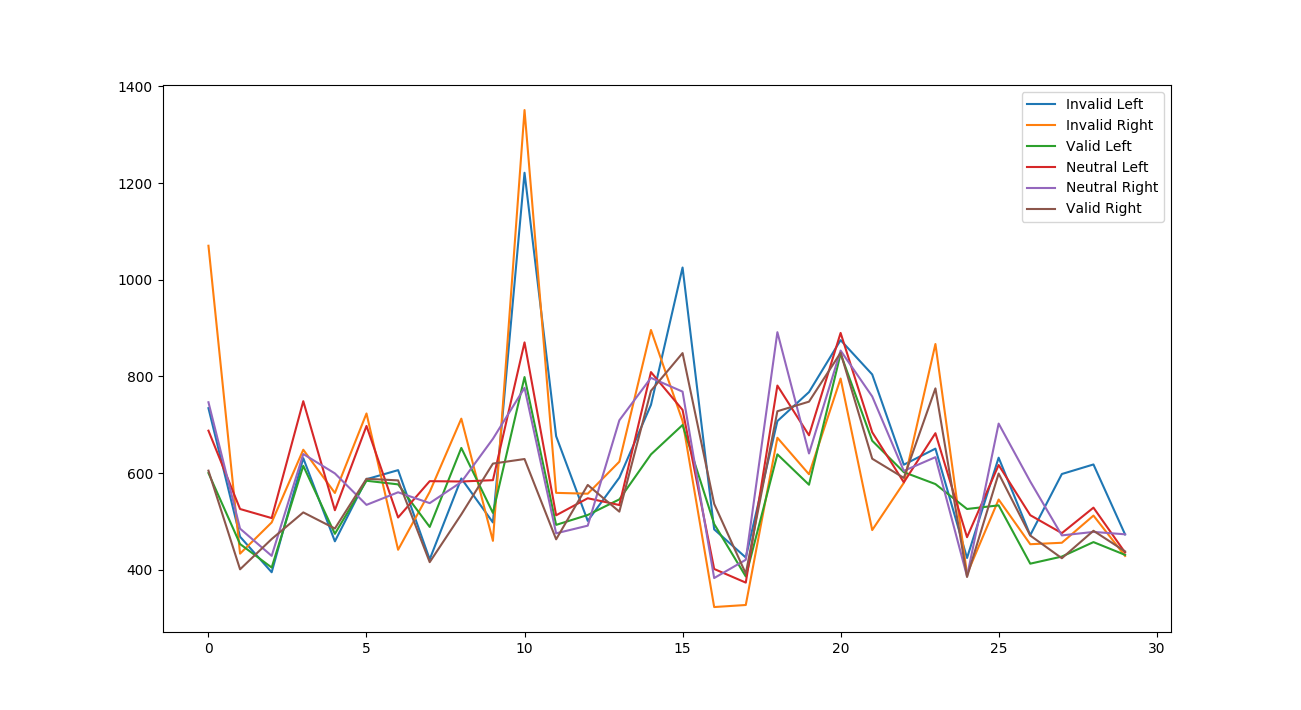 1400
1200
1000
800
600
400
0 5 10 15 20 25 30
Invalid Left
Invalid Right
Valid Left
Neutral Left
Neutral Right
Valid Right